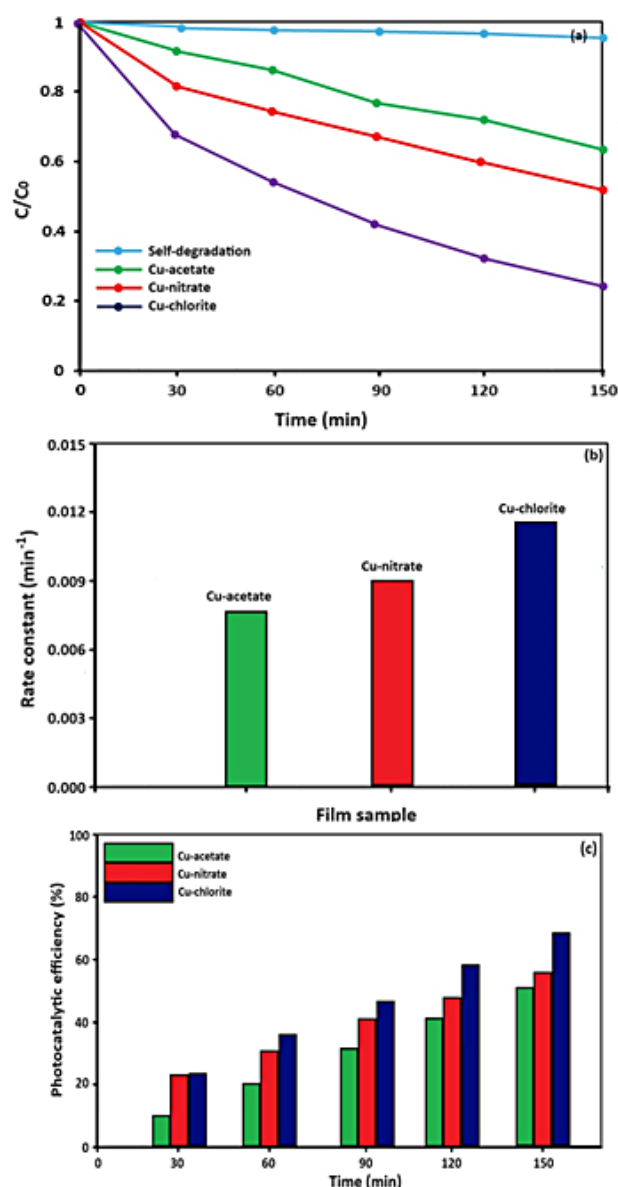 (a)
1
0.8
0.6
0.4
0.2
0
C/C0
Self-degradation
Cu-acetate
Cu-nitrate
Cu-chlorite
0 30 60 90 120 150
Time (min)
(b)
0.015
0.012
0.009
0.006
0.003
0.000
Rate constant (min-1)
Cu-acetate
Cu-nitrate
Cu-chlorite
Film sample
(c)
100
80
60
40
20
0
Photocatalytic efficiency (%)
Cu-acetate
Cu-nitrate
Cu-chlorite
0 30 60 90 120 150
Time (min)